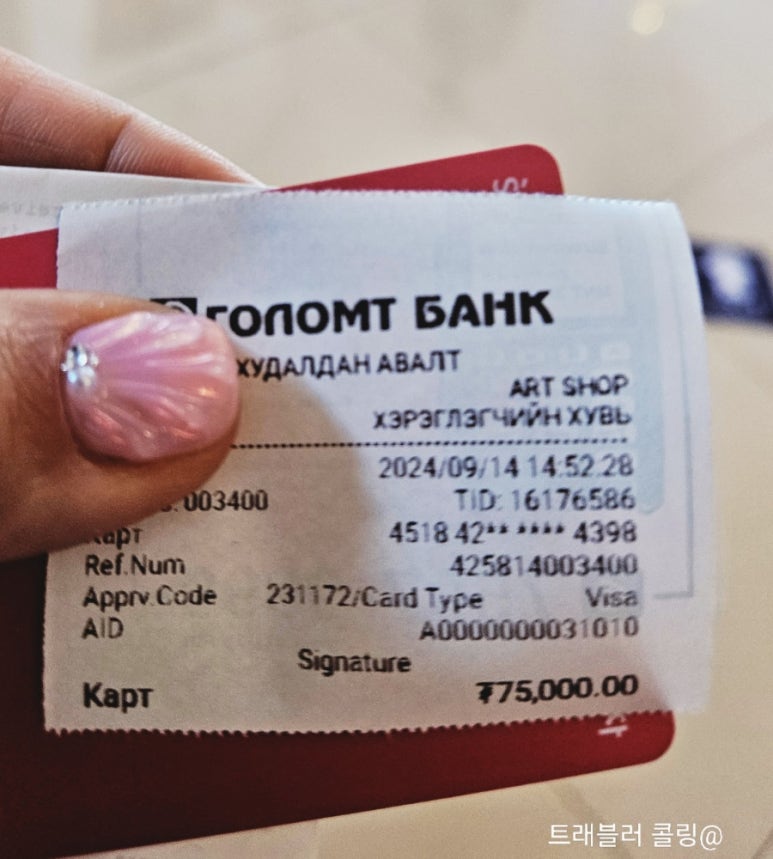 ГОЛОМТ БАНК
ХУДАЛДАН АВАЛТ
ART SHOP
ХЭРЭГЛЭГЧИЙН ХУВЬ
2024/09/14 14:52:28
003400 TID: 16176586
Карт 4518 42** **** 4398
Ref.Num 425814003400
Apprv.Code 231172/Card Type Visa
AID A0000000031010
Signature
Карт ₮75,000.00
트래블러 콜링@